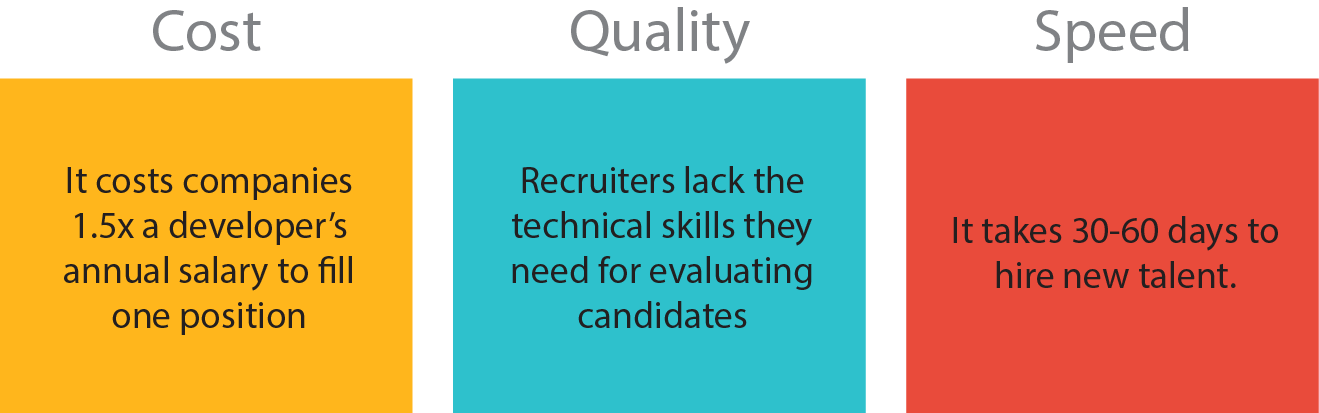 Cost
It costs companies
1.5x a developer’s
annual salary to fill
one position
Quality
Recruiters lack the
technical skills they
need for evaluating
candidates
Speed
It takes 30-60 days to
hire new talent.